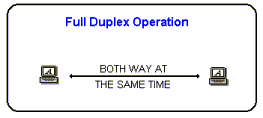 Full Duplex Operation
BOTH WAY AT
THE SAME TIME